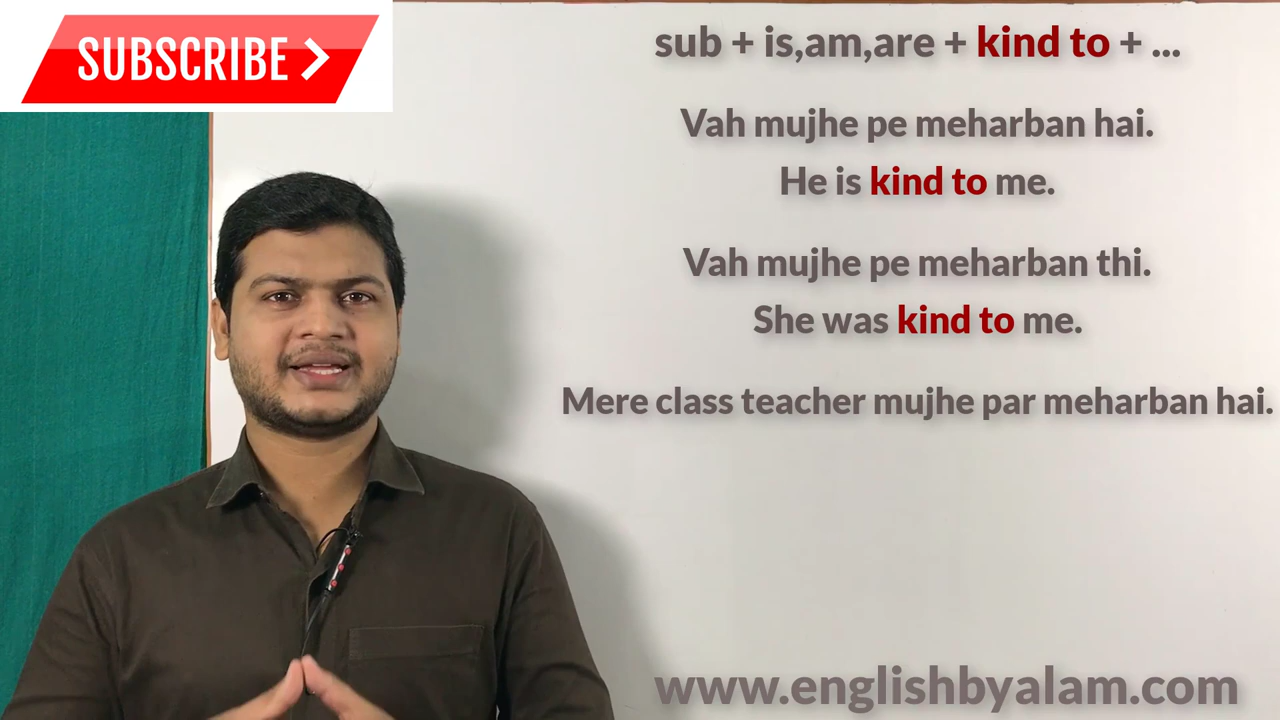 SUBSCRIBE
sub + is,am,are + kind to + ...
Vah mujhe pe meharban hai.
He is kind to me.
Vah mujhe pe meharban thi.
She was kind to me.
Mere class teacher mujhe par meharban hai.
www.englishbyalam.com